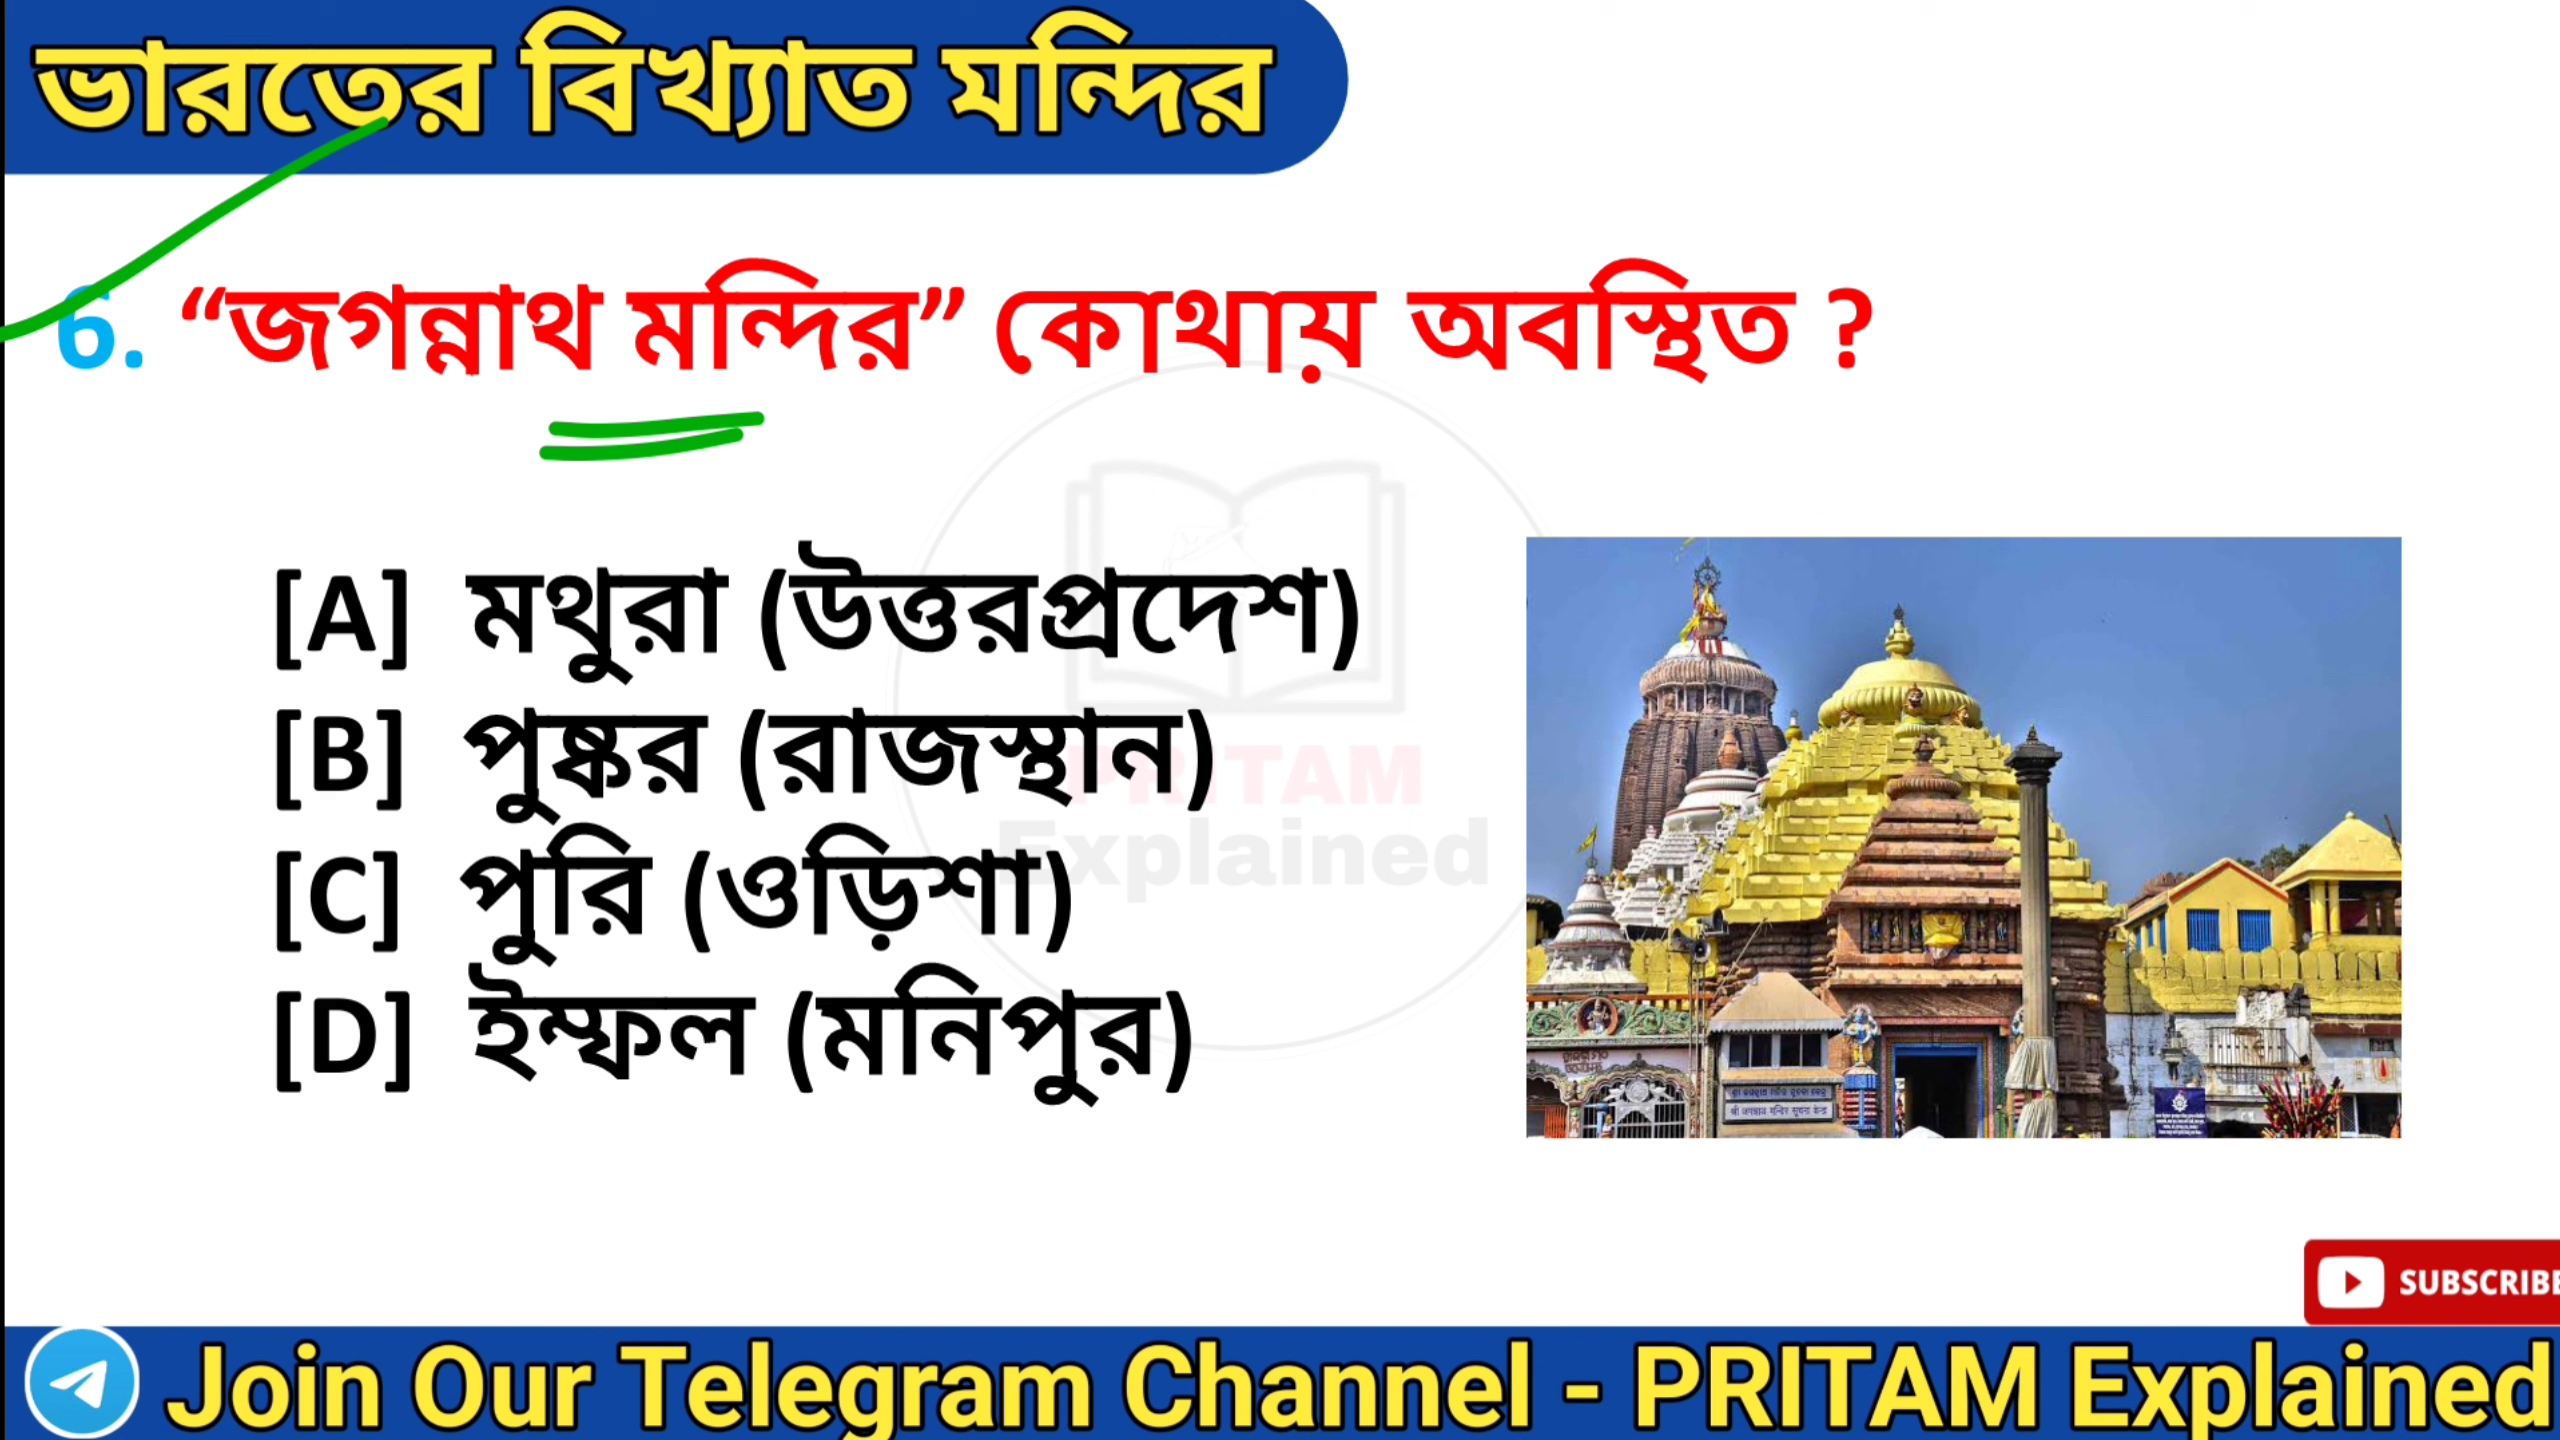 ভারতের বিখ্যাত মন্দির
6. “জগন্নাথ মন্দির” কোথায় অবস্থিত ?
[A] মথুরা (উত্তরপ্রদেশ)
[B] পুষ্কর (রাজস্থান)
[C] পুরি (ওড়িশা)
[D] ইম্ফল (মনিপুর)
PRITAM
Explained
SUBSCRIBE
Join Our Telegram Channel - PRITAM Explained